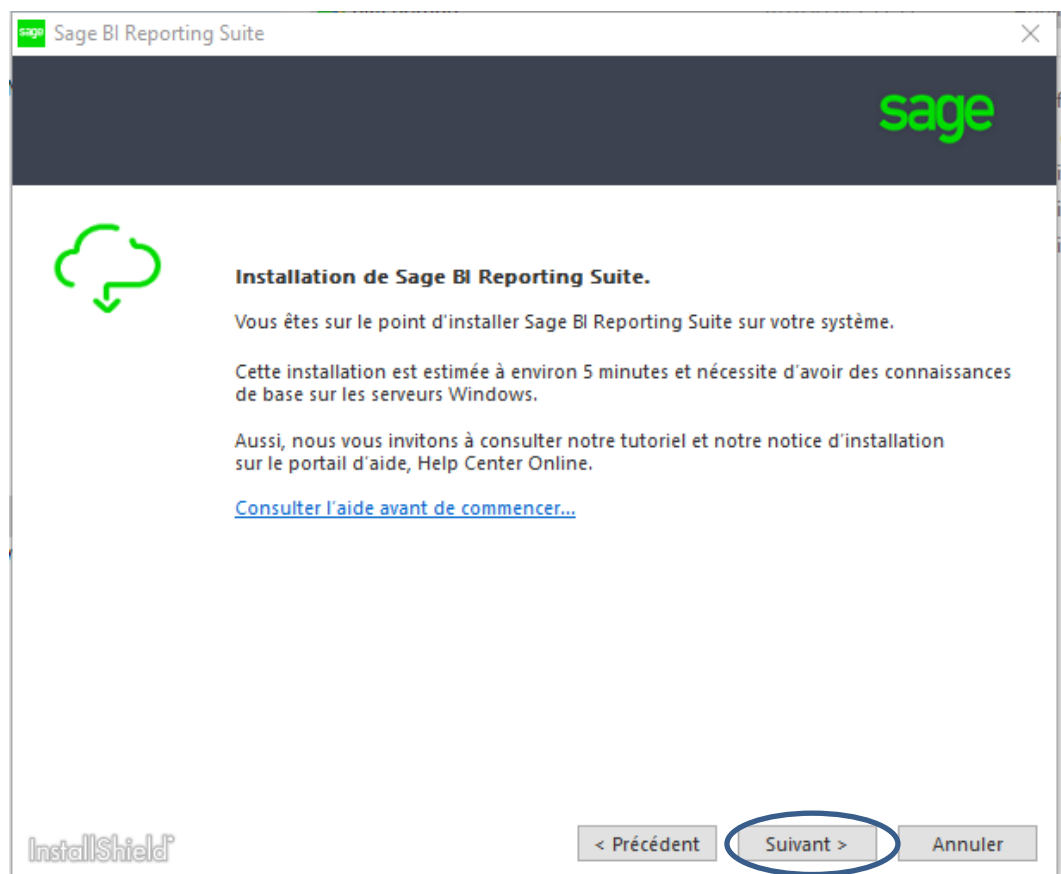 sage Sage BI Reporting Suite
sage
Installation de Sage BI Reporting Suite.
Vous êtes sur le point d'installer Sage BI Reporting Suite sur votre système.
Cette installation est estimée à environ 5 minutes et nécessite d'avoir des connaissances
de base sur les serveurs Windows.
Aussi, nous vous invitons à consulter notre tutoriel et notre notice d'installation
sur le portail d'aide, Help Center Online.
Consulter l'aide avant de commencer...
InstallShield
< Précédent Suivant > Annuler